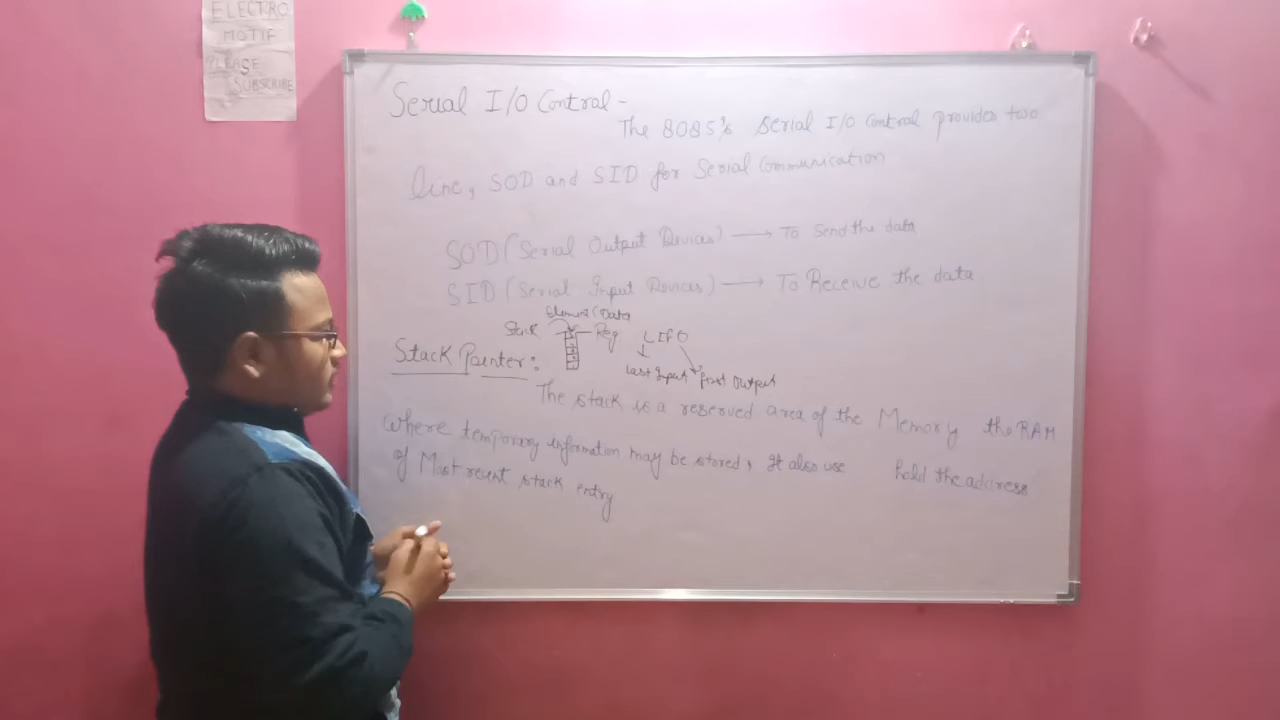 ELECTRO
MOTIF
PLEASE
SUBSCRIBE
Serial I/O Control -
The 8085's serial I/O control provides two
line, SOD and SID for Serial Communication
SOD (Serial Output Devices) → To Send the data
SID (Serial Input Devices) → To Receive the data
Element/Data
Stack Reg LIFO
Last Input first Output
Stack Pointer:
The stack is a reserved area of the Memory the RAM
where temporary information may be stored, It also use hold the address
of Most recent stack entry